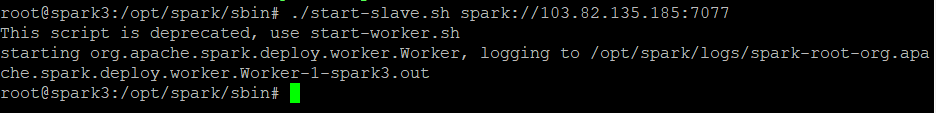 root@spark3:/opt/spark/sbin# ./start-slave.sh spark://103.82.135.185:7077
This script is deprecated, use start-worker.sh
starting org.apache.spark.deploy.worker.Worker, logging to /opt/spark/logs/spark-root-org.apa
che.spark.deploy.worker.Worker-1-spark3.out
root@spark3:/opt/spark/sbin#